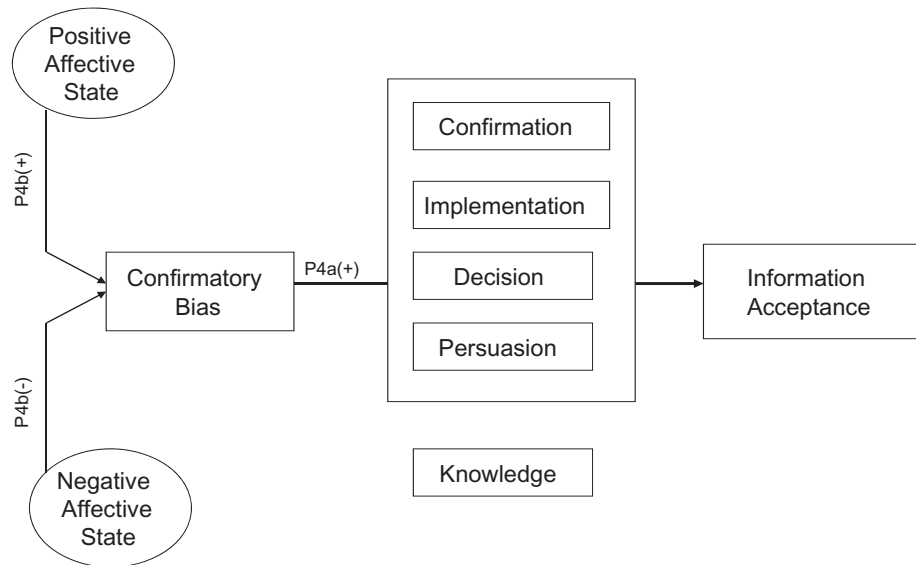 Positive
Affective
State
P4b(+)
Confirmatory
Bias
P4b(-)
Negative
Affective
State
P4a(+)
Confirmation
Implementation
Decision
Persuasion
Knowledge
Information
Acceptance